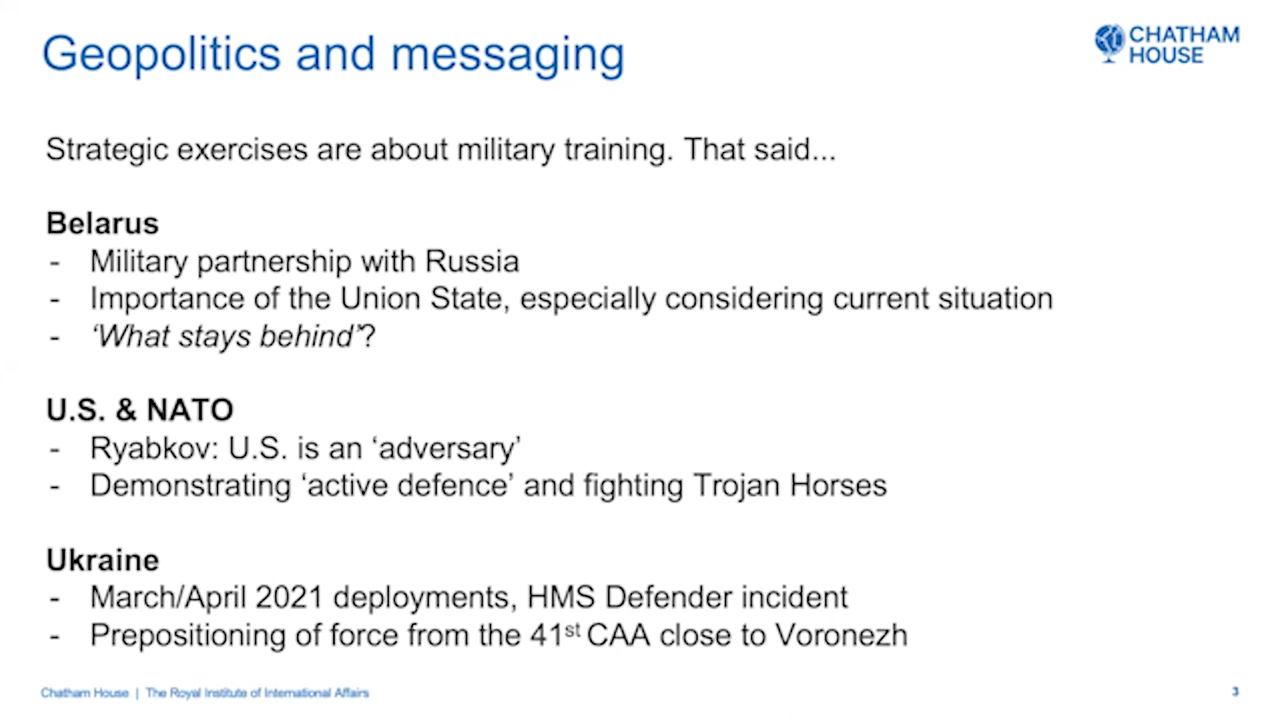 Geopolitics and messaging
CHATHAM
HOUSE
Strategic exercises are about military training. That said...
Belarus
- Military partnership with Russia
- Importance of the Union State, especially considering current situation
- ‘What stays behind’?
U.S. & NATO
- Ryabkov: U.S. is an ‘adversary’
- Demonstrating ‘active defence’ and fighting Trojan Horses
Ukraine
- March/April 2021 deployments, HMS Defender incident
- Prepositioning of force from the 41st CAA close to Voronezh
Chatham House | The Royal Institute of International Affairs
3